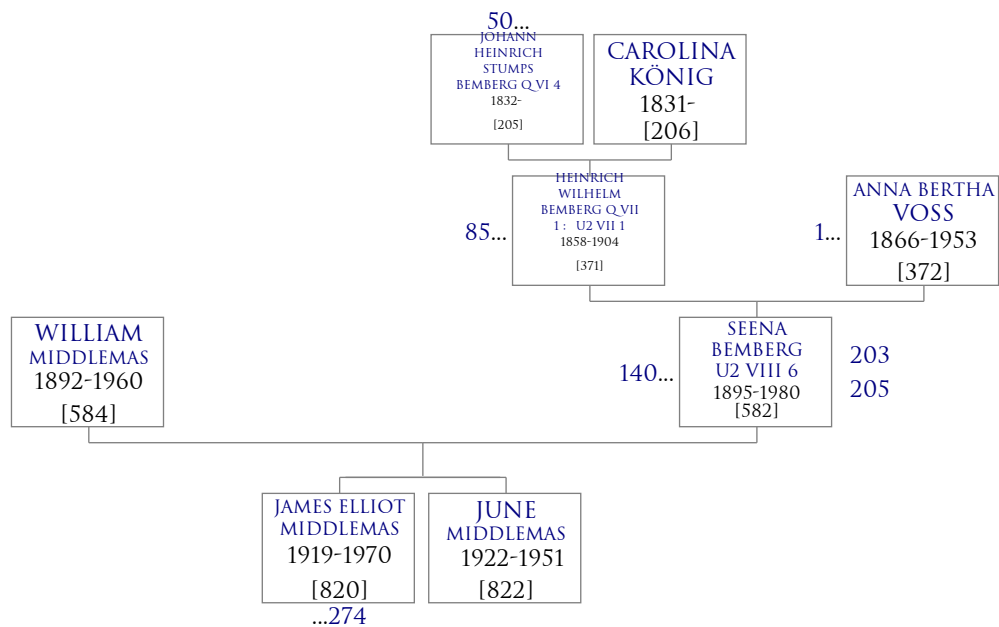 50...
JOHANN
HEINRICH
STUMPS
BEMBERG Q VI 4
1832-
[205]
CAROLINA
KÖNIG
1831-
[206]
85...
HEINRICH
WILHELM
BEMBERG Q VII
1 : U2 VII 1
1858-1904
[371]
1...
ANNA BERTHA
VOSS
1866-1953
[372]
WILLIAM
MIDDLEMAS
1892-1960
[584]
140...
SEENA
BEMBERG
U2 VIII 6
1895-1980
[582]
203
205
JAMES ELLIOT
MIDDLEMAS
1919-1970
[820]
...274
JUNE
MIDDLEMAS
1922-1951
[822]